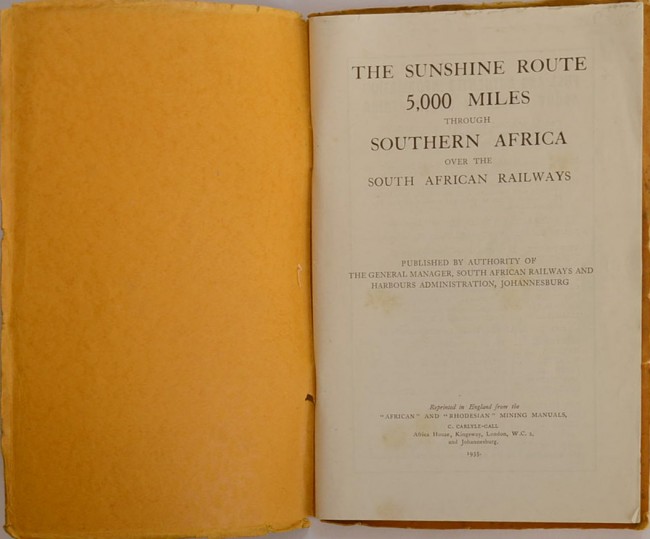 THE SUNSHINE ROUTE
5,000 MILES
THROUGH
SOUTHERN AFRICA
OVER THE
SOUTH AFRICAN RAILWAYS
PUBLISHED BY AUTHORITY OF
THE GENERAL MANAGER, SOUTH AFRICAN RAILWAYS AND
HARBOURS ADMINISTRATION, JOHANNESBURG
Reprinted in England from the
"AFRICAN" AND "RHODESIAN" MINING MANUALS,
C. CARLYLE-GALL
Africa House, Kingsway, London, W.C. 2,
and Johannesburg.
1935.